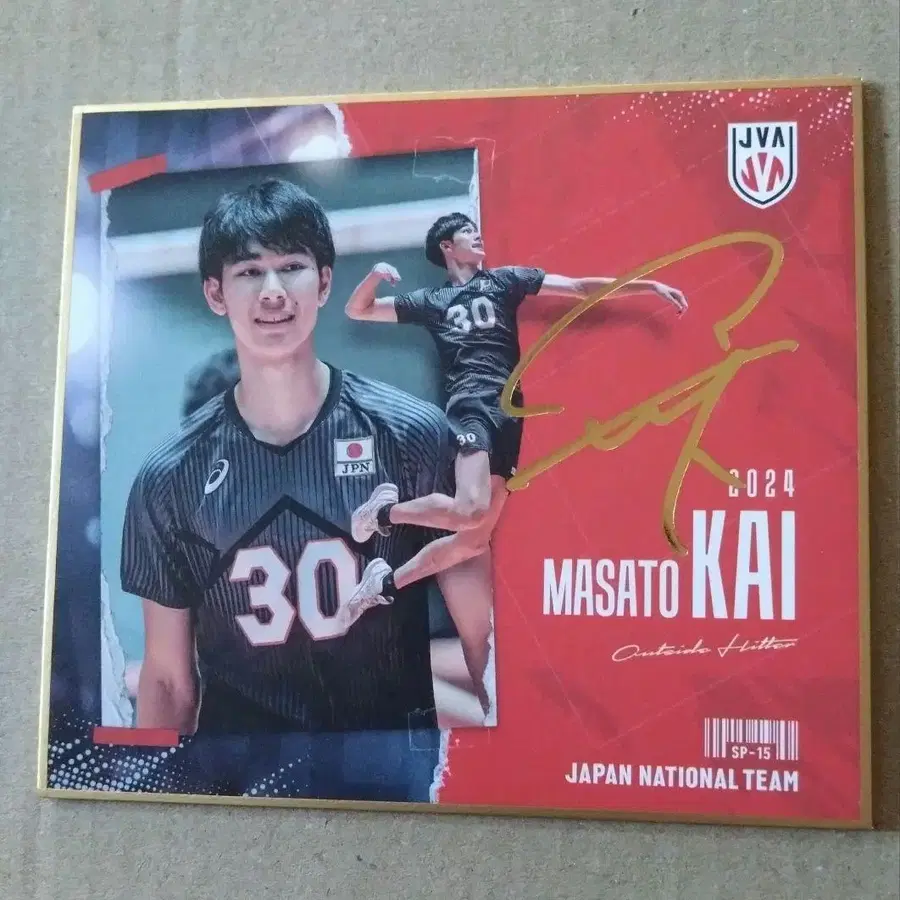 JVA
30
JPN
30
30
2024
MASATO KAI
Outside Hitter
SP-15
JAPAN NATIONAL TEAM